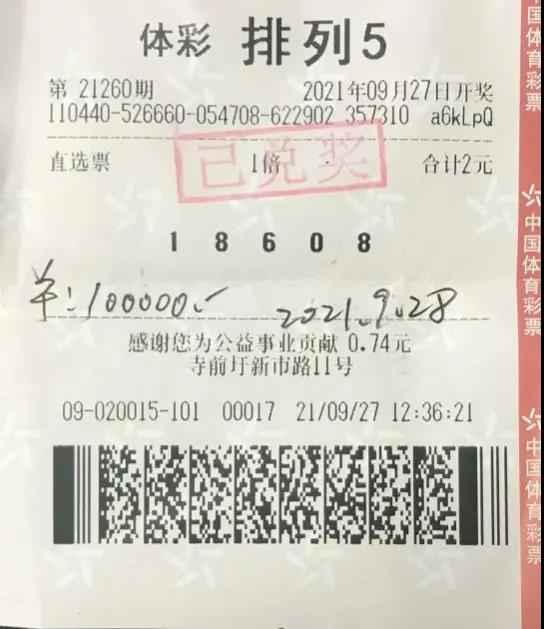 体彩 排列5
第 21260期 2021年09月27日开奖
110440-526660-054708-622902 357310 a6kLpQ
直选票 1倍 合计2元
已兑奖
1 8 6 0 8
羊:100000.- 2021.9.28
感谢您为公益事业贡献 0.74元
寺前圩新市路11号
09-020015-101 00017 21/09/27 12:36:21
中国体育彩票
中国体育彩票
中国体育彩票